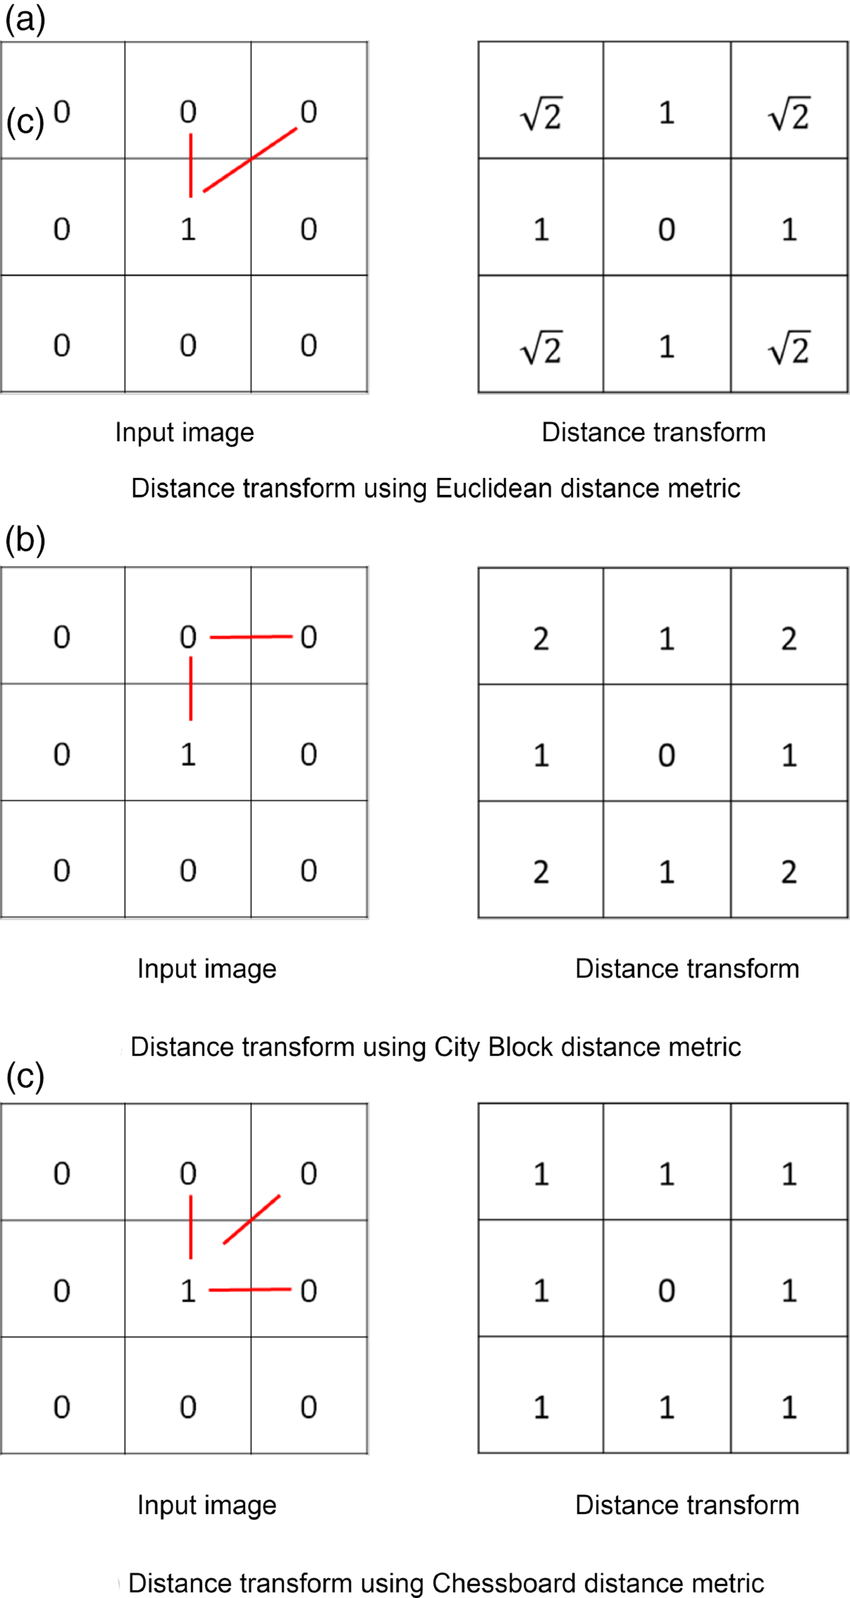 (a)
0 0 0 √2 1 √2
(c)
0 1 0 1 0 1
0 0 0 √2 1 √2
Input image Distance transform
Distance transform using Euclidean distance metric
(b)
0 0 0 2 1 2
0 1 0 1 0 1
0 0 0 2 1 2
Input image Distance transform
Distance transform using City Block distance metric
(c)
0 0 0 1 1 1
0 1 0 1 0 1
0 0 0 1 1 1
Input image Distance transform
) Distance transform using Chessboard distance metric